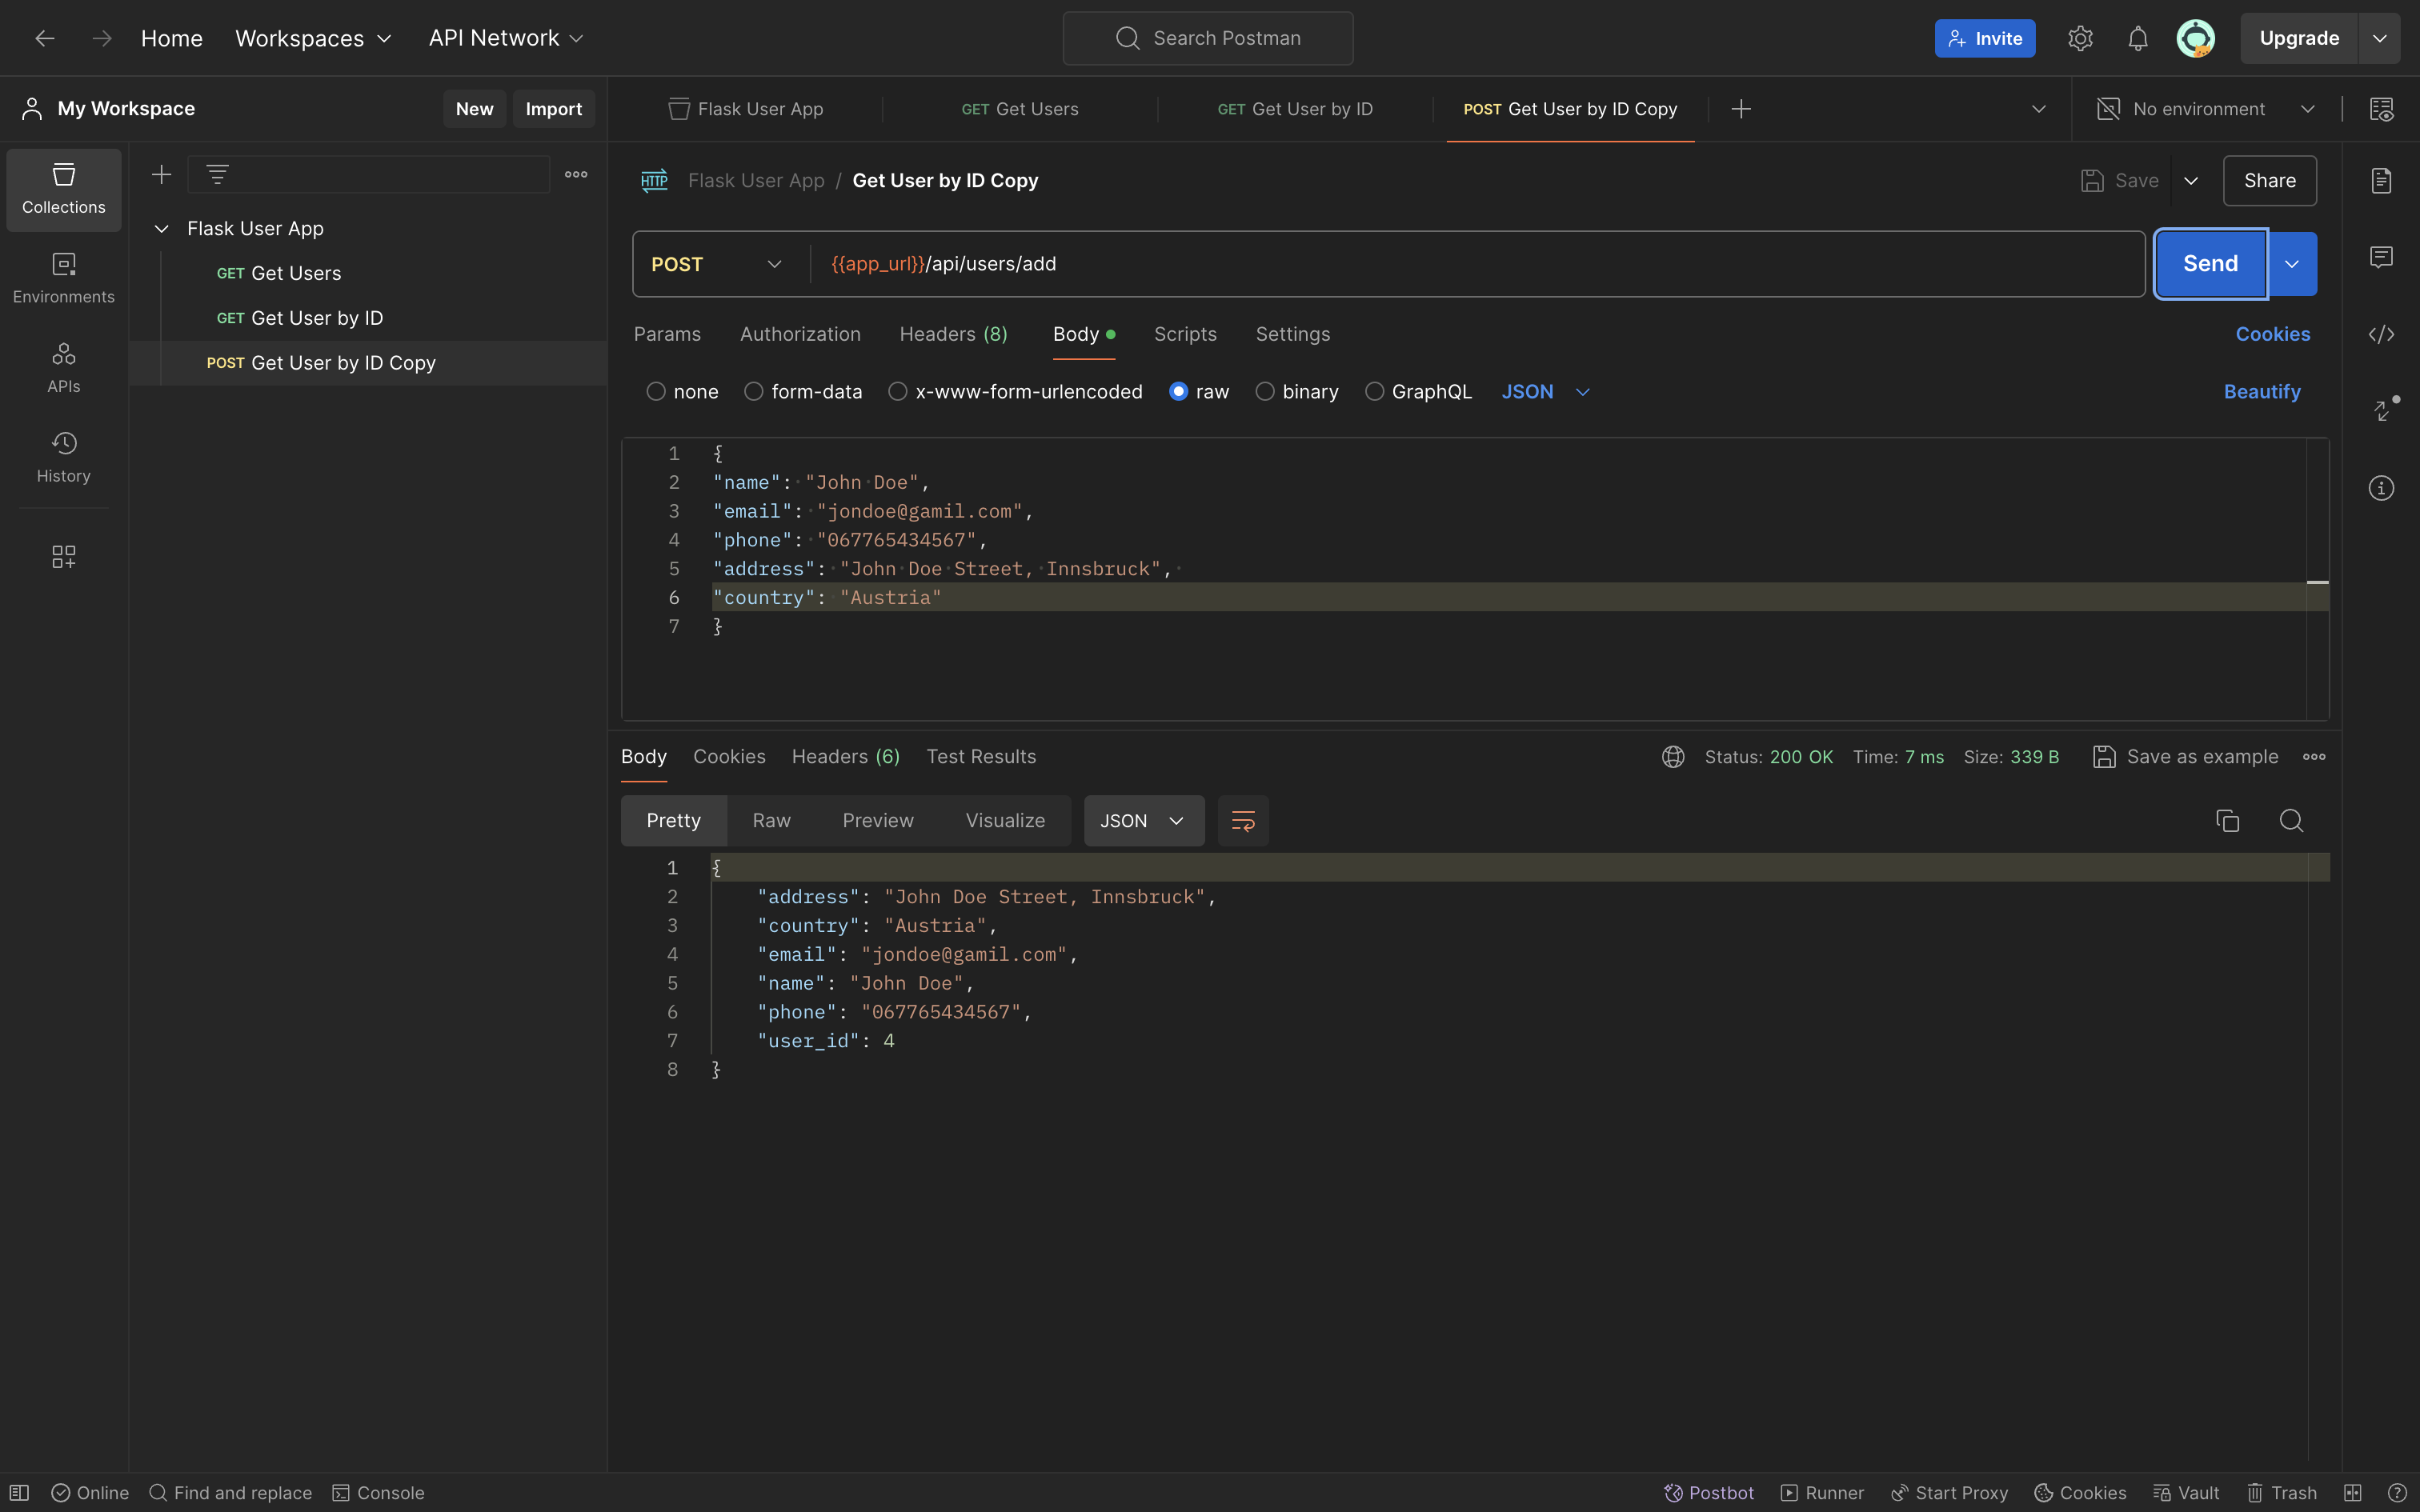 Home Workspaces API Network Search Postman Invite Upgrade
My Workspace New Import
Flask User App GET Get Users GET Get User by ID POST Get User by ID Copy No environment
Collections
Environments
APIs
History
Flask User App
GET Get Users
GET Get User by ID
POST Get User by ID Copy
HTTP Flask User App / Get User by ID Copy Save Share
POST {{app_url}}/api/users/add Send
Params Authorization Headers (8) Body Scripts Settings Cookies
none form-data x-www-form-urlencoded raw binary GraphQL JSON Beautify
1 {
2 "name": "John Doe",
3 "email": "jondoe@gamil.com",
4 "phone": "067765434567",
5 "address": "John Doe Street, Innsbruck",
6 "country": "Austria"
7 }
Body Cookies Headers (6) Test Results Status: 200 OK Time: 7 ms Size: 339 B Save as example
Pretty Raw Preview Visualize JSON
1 {
2 "address": "John Doe Street, Innsbruck",
3 "country": "Austria",
4 "email": "jondoe@gamil.com",
5 "name": "John Doe",
6 "phone": "067765434567",
7 "user_id": 4
8 }
Online Find and replace Console Postbot Runner Start Proxy Cookies Vault Trash